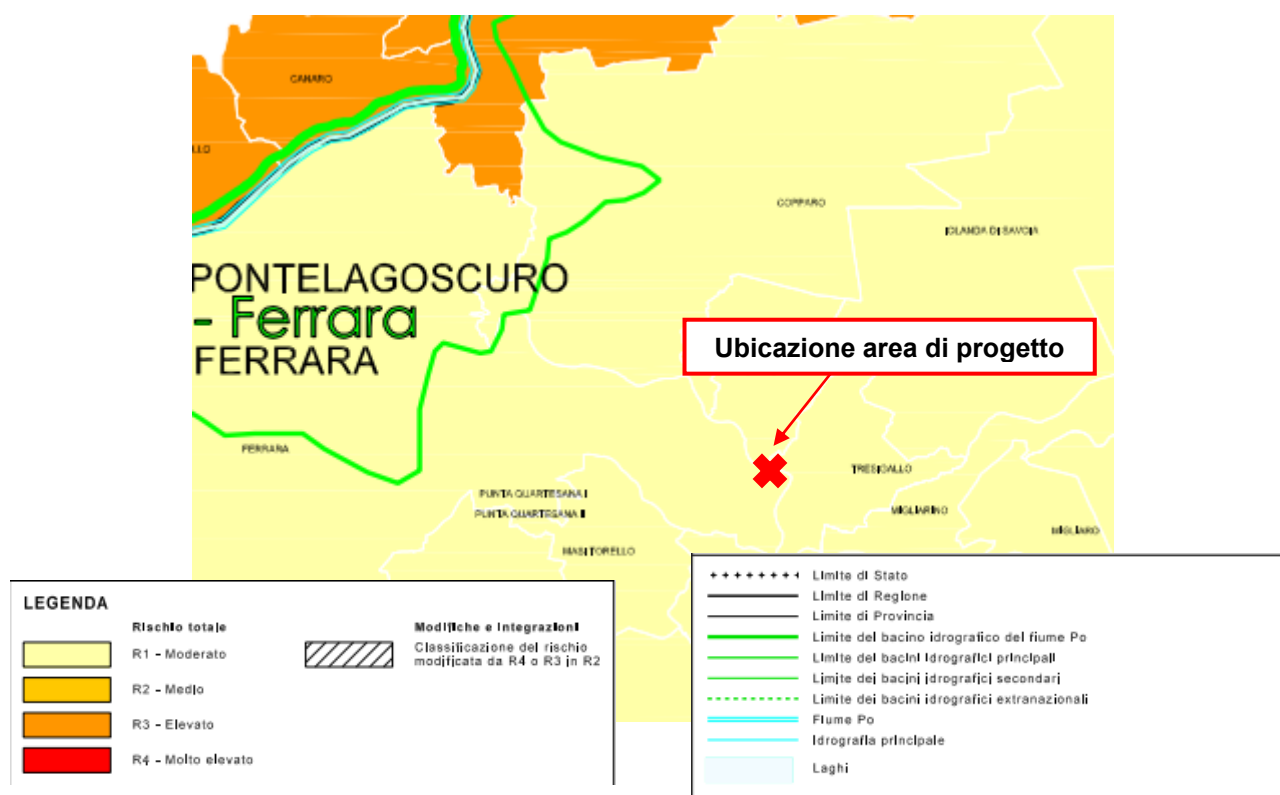 CANARO
LLO
COPPARO
IOLANDA DI SAVOIA
PONTELAGOSCURO
- Ferrara
FERRARA
Ubicazione area di progetto
FERRARA
TRESIGALLO
PUNTA QUARTESANA I
PUNTA QUARTESANA II
MIGLIARINO
MIGLIARO
MASI TORELLO
LEGENDA
Rischio totale
R1 - Moderato
R2 - Medio
R3 - Elevato
R4 - Molto elevato
Modifiche e integrazioni
Classificazione del rischio
modificata da R4 o R3 in R2
Limite di Stato
Limite di Regione
Limite di Provincia
Limite del bacino idrografico del fiume Po
Limite dei bacini idrografici principali
Limite dei bacini idrografici secondari
Limite dei bacini idrografici extranazionali
Fiume Po
Idrografia principale
Laghi